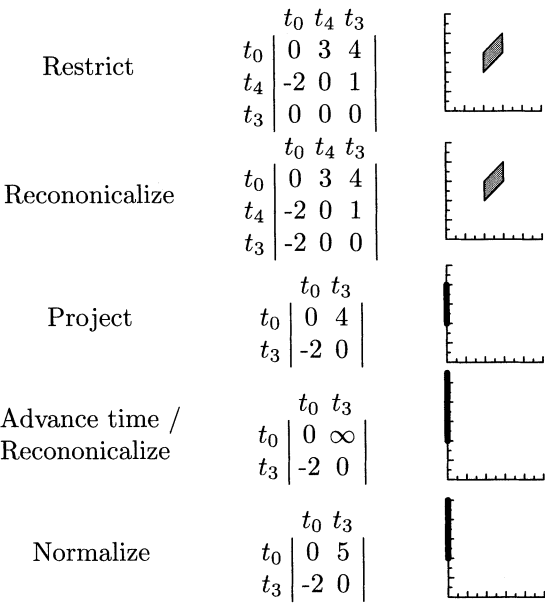 t₀ t₄ t₃
Restrict t₀ 0 3 4
t₄ -2 0 1
t₃ 0 0 0
t₀ t₄ t₃
Recononicalize t₀ 0 3 4
t₄ -2 0 1
t₃ -2 0 0
t₀ t₃
Project t₀ 0 4
t₃ -2 0
t₀ t₃
Advance time /
Recononicalize
t₀ 0 ∞
t₃ -2 0
t₀ t₃
Normalize t₀ 0 5
t₃ -2 0